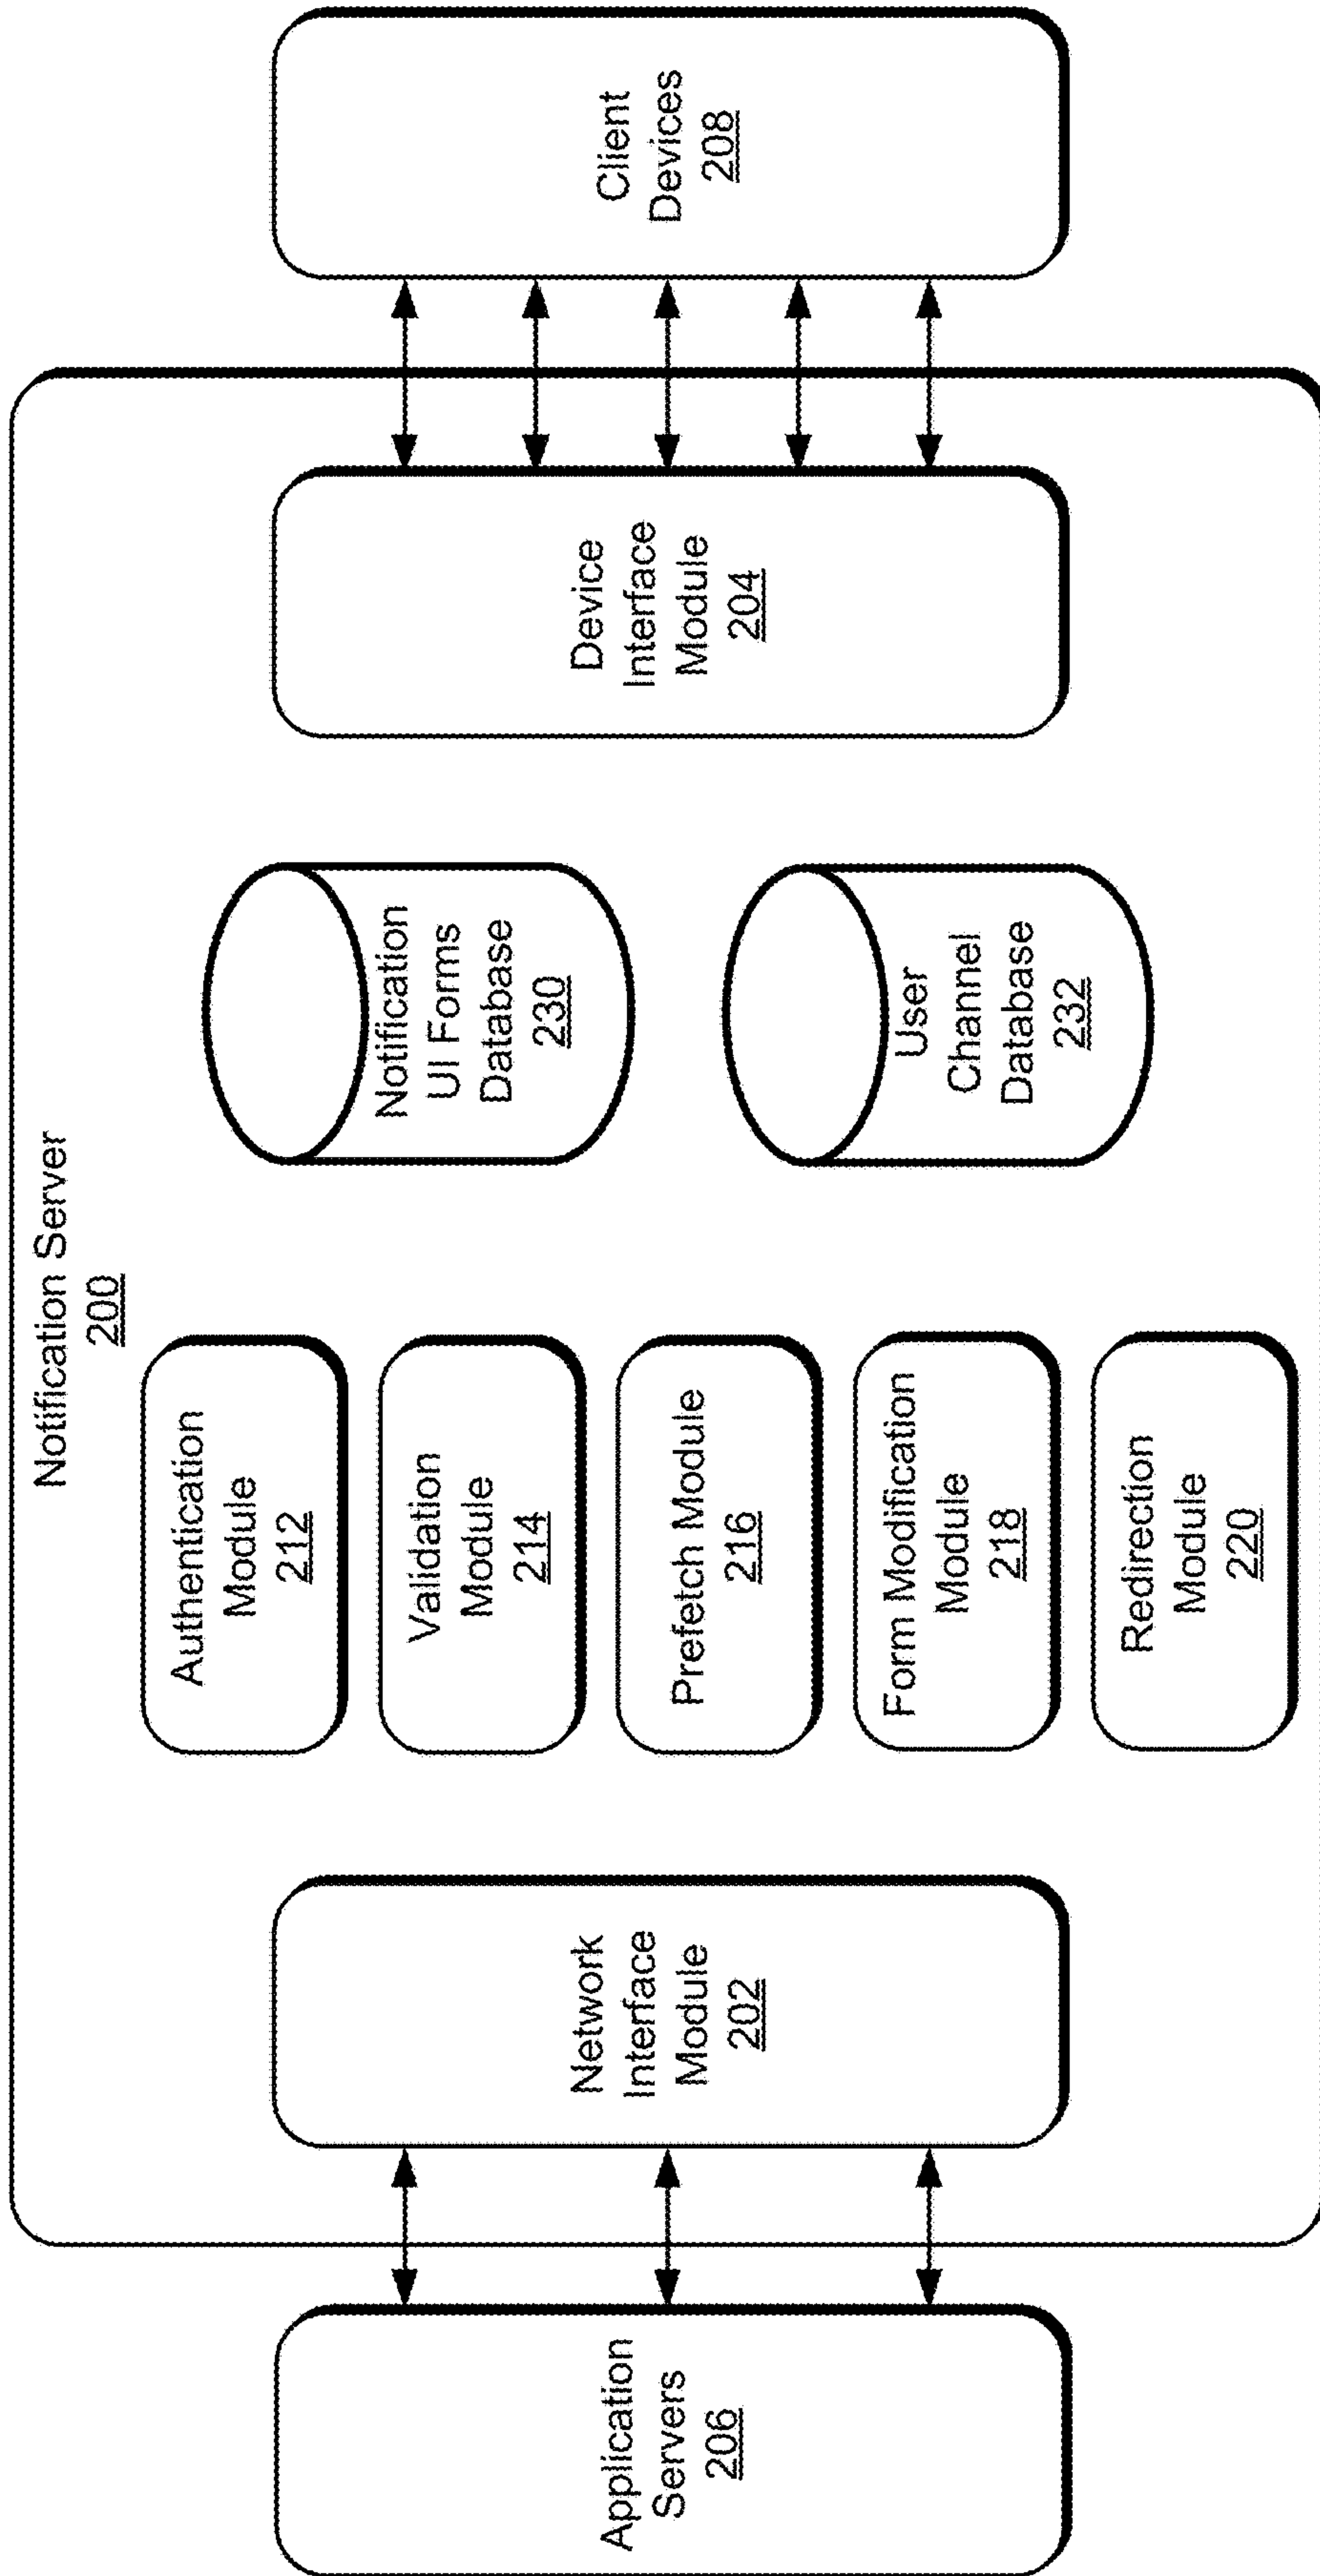 Notification Server
200
Application
Servers
206
Network
Interface
Module
202
Authentication
Module
212
Validation
Module
214
Prefetch Module
216
Form Modification
Module
218
Redirection
Module
220
Notification
UI Forms
Database
230
User
Channel
Database
232
Device
Interface
Module
204
Client
Devices
208